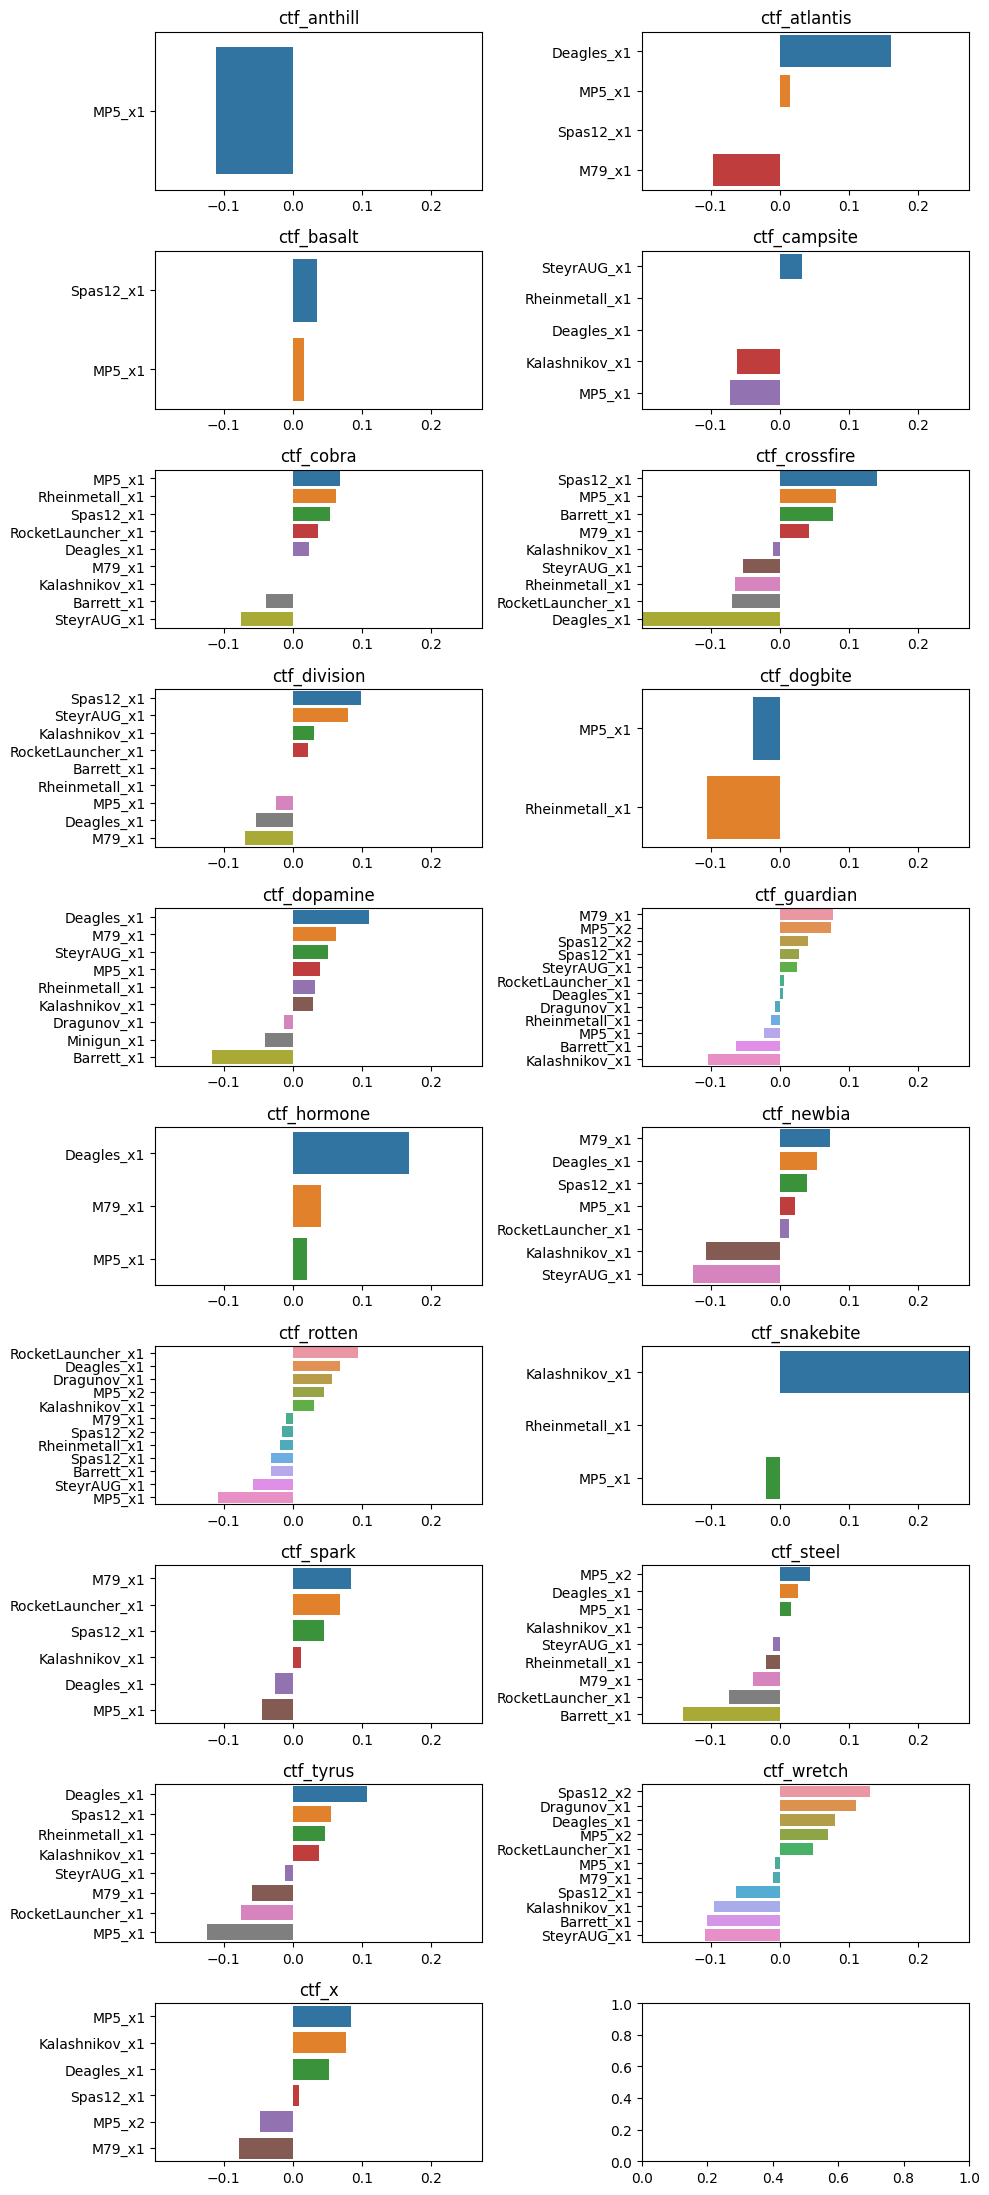 ctf_anthill
MP5_x1
−0.1 0.0 0.1 0.2
ctf_atlantis
Deagles_x1
MP5_x1
Spas12_x1
M79_x1
−0.1 0.0 0.1 0.2
ctf_basalt
Spas12_x1
MP5_x1
−0.1 0.0 0.1 0.2
ctf_campsite
SteyrAUG_x1
Rheinmetall_x1
Deagles_x1
Kalashnikov_x1
MP5_x1
−0.1 0.0 0.1 0.2
ctf_cobra
MP5_x1
Rheinmetall_x1
Spas12_x1
RocketLauncher_x1
Deagles_x1
M79_x1
Kalashnikov_x1
Barrett_x1
SteyrAUG_x1
−0.1 0.0 0.1 0.2
ctf_crossfire
Spas12_x1
MP5_x1
Barrett_x1
M79_x1
Kalashnikov_x1
SteyrAUG_x1
Rheinmetall_x1
RocketLauncher_x1
Deagles_x1
−0.1 0.0 0.1 0.2
ctf_division
Spas12_x1
SteyrAUG_x1
Kalashnikov_x1
RocketLauncher_x1
Barrett_x1
Rheinmetall_x1
MP5_x1
Deagles_x1
M79_x1
−0.1 0.0 0.1 0.2
ctf_dogbite
MP5_x1
Rheinmetall_x1
−0.1 0.0 0.1 0.2
ctf_dopamine
Deagles_x1
M79_x1
SteyrAUG_x1
MP5_x1
Rheinmetall_x1
Kalashnikov_x1
Dragunov_x1
Minigun_x1
Barrett_x1
−0.1 0.0 0.1 0.2
ctf_guardian
M79_x1
MP5_x2
Spas12_x2
Spas12_x1
SteyrAUG_x1
RocketLauncher_x1
Deagles_x1
Dragunov_x1
Rheinmetall_x1
MP5_x1
Barrett_x1
Kalashnikov_x1
−0.1 0.0 0.1 0.2
ctf_hormone
Deagles_x1
M79_x1
MP5_x1
−0.1 0.0 0.1 0.2
ctf_newbia
M79_x1
Deagles_x1
Spas12_x1
MP5_x1
RocketLauncher_x1
Kalashnikov_x1
SteyrAUG_x1
−0.1 0.0 0.1 0.2
ctf_rotten
RocketLauncher_x1
Deagles_x1
Dragunov_x1
MP5_x2
Kalashnikov_x1
M79_x1
Spas12_x2
Rheinmetall_x1
Spas12_x1
Barrett_x1
SteyrAUG_x1
MP5_x1
−0.1 0.0 0.1 0.2
ctf_snakebite
Kalashnikov_x1
Rheinmetall_x1
MP5_x1
−0.1 0.0 0.1 0.2
ctf_spark
M79_x1
RocketLauncher_x1
Spas12_x1
Kalashnikov_x1
Deagles_x1
MP5_x1
−0.1 0.0 0.1 0.2
ctf_steel
MP5_x2
Deagles_x1
MP5_x1
Kalashnikov_x1
SteyrAUG_x1
Rheinmetall_x1
M79_x1
RocketLauncher_x1
Barrett_x1
−0.1 0.0 0.1 0.2
ctf_tyrus
Deagles_x1
Spas12_x1
Rheinmetall_x1
Kalashnikov_x1
SteyrAUG_x1
M79_x1
RocketLauncher_x1
MP5_x1
−0.1 0.0 0.1 0.2
ctf_wretch
Spas12_x2
Dragunov_x1
Deagles_x1
MP5_x2
RocketLauncher_x1
MP5_x1
M79_x1
Spas12_x1
Kalashnikov_x1
Barrett_x1
SteyrAUG_x1
−0.1 0.0 0.1 0.2
ctf_x
MP5_x1
Kalashnikov_x1
Deagles_x1
Spas12_x1
MP5_x2
M79_x1
−0.1 0.0 0.1 0.2
1.0
0.8
0.6
0.4
0.2
0.0
0.0 0.2 0.4 0.6 0.8 1.0